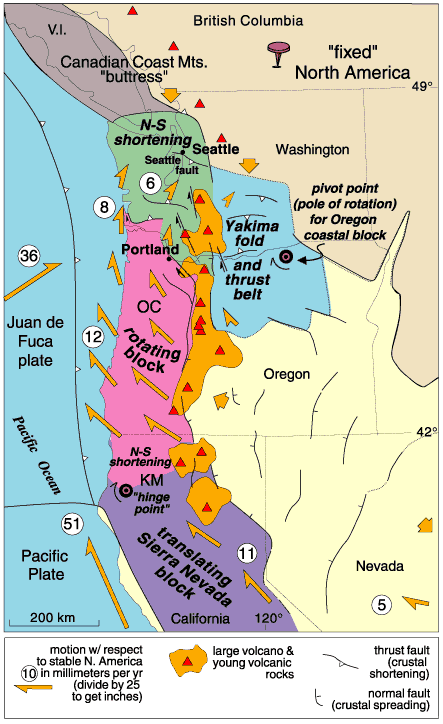 British Columbia
V.I.
Canadian Coast Mts.
"buttress"
"fixed"
North America
49°
N-S
shortening
Seattle
Seattle
fault
Washington
6
8
pivot point
(pole of rotation)
for Oregon
coastal block
Yakima
fold
and thrust
belt
Portland
36
OC
Juan de
Fuca
plate
12
rotating
block
Oregon
Pacific Ocean
42°
N-S
shortening
KM
"hinge
point"
51
translating
Sierra Nevada
block
11
Pacific
Plate
Nevada
5
200 km
California
120°
motion w/ respect
to stable N. America
10 in millimeters per yr
(divide by 25
to get inches)
large volcano &
young volcanic
rocks
thrust fault
(crustal
shortening)
normal fault
(crustal spreading)